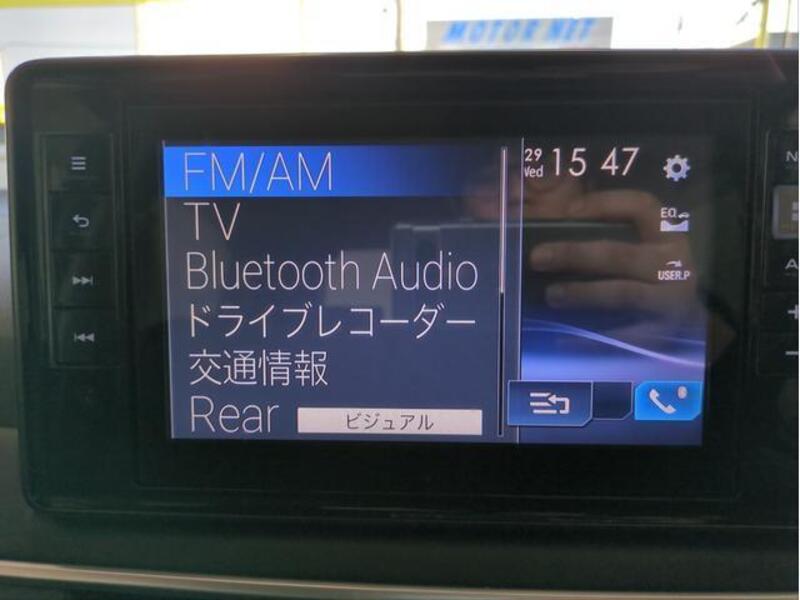 MOTOR NET
FM/AM
TV
Bluetooth Audio
ドライブレコーダー
交通情報
Rear
ビジュアル
29
Wed
15 47
EQ
USER.P
N
A
+
−